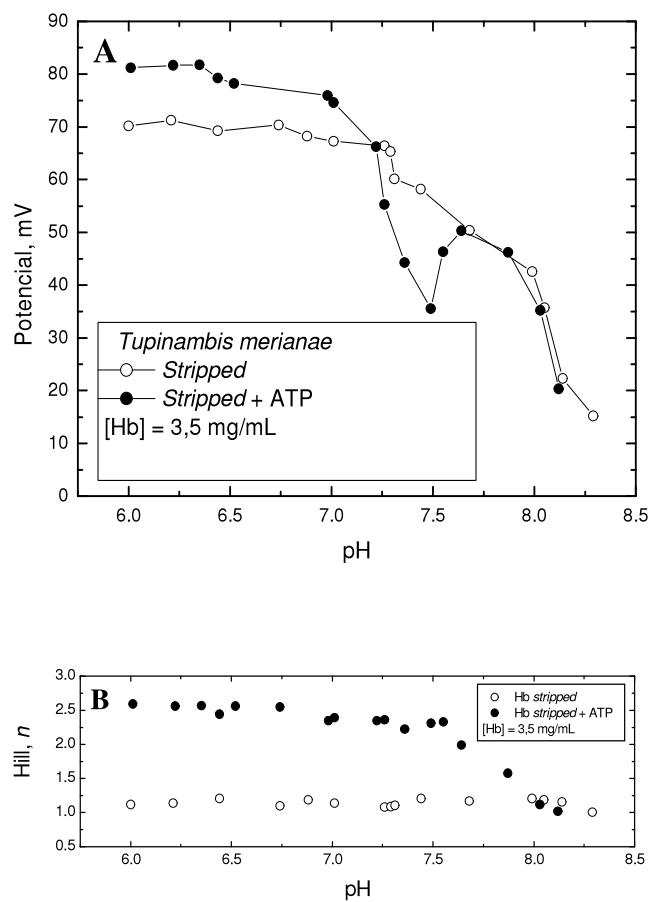 A
90
80
70
60
50
40
30
20
10
0
Potencial, mV
Tupinambis merianae
Stripped
Stripped + ATP
[Hb] = 3,5 mg/mL
6.0 6.5 7.0 7.5 8.0 8.5
pH
B
3.0
2.5
2.0
1.5
1.0
0.5
Hill, n
Hb stripped
Hb stripped + ATP
[Hb] = 3,5 mg/mL
6.0 6.5 7.0 7.5 8.0 8.5
pH